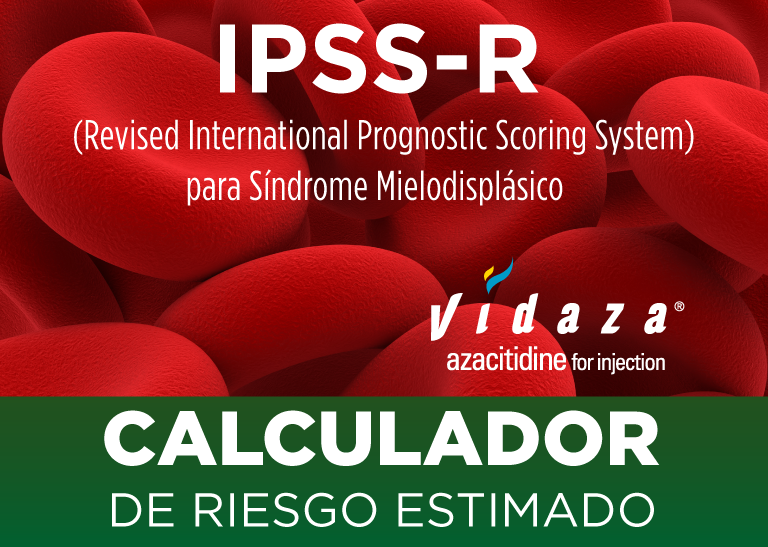 IPSS-R
(Revised International Prognostic Scoring System)
para Síndrome Mielodisplásico
Vidaza®
azacitidine for injection
CALCULADOR
DE RIESGO ESTIMADO